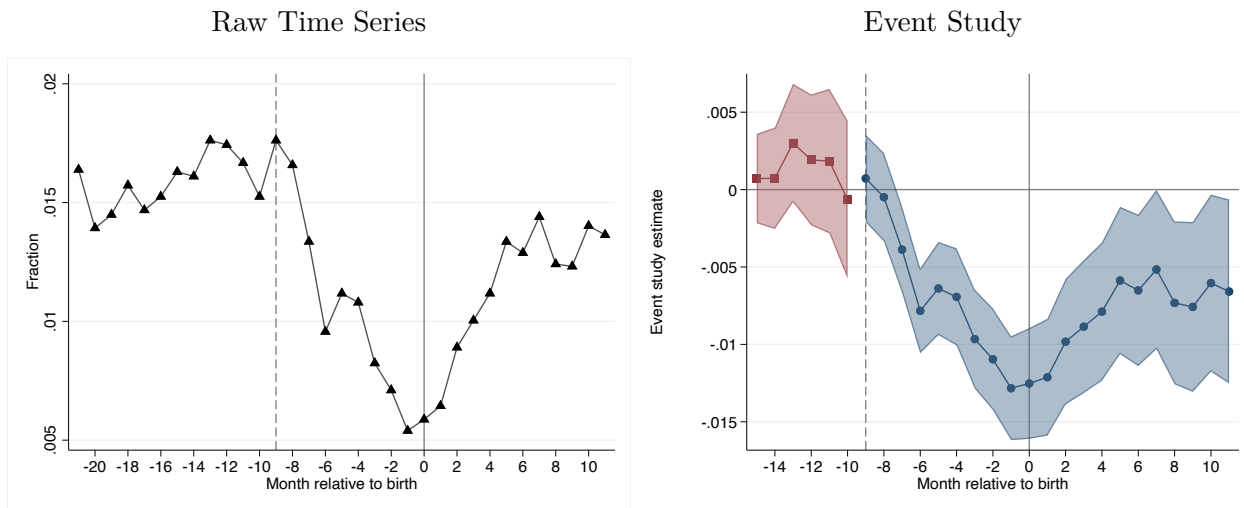 Raw Time Series
Fraction
.02
.015
.01
.005
-20 -18 -16 -14 -12 -10 -8 -6 -4 -2 0 2 4 6 8 10
Month relative to birth
Event Study
Event study estimate
.005
0
-.005
-.01
-.015
-14 -12 -10 -8 -6 -4 -2 0 2 4 6 8 10
Month relative to birth